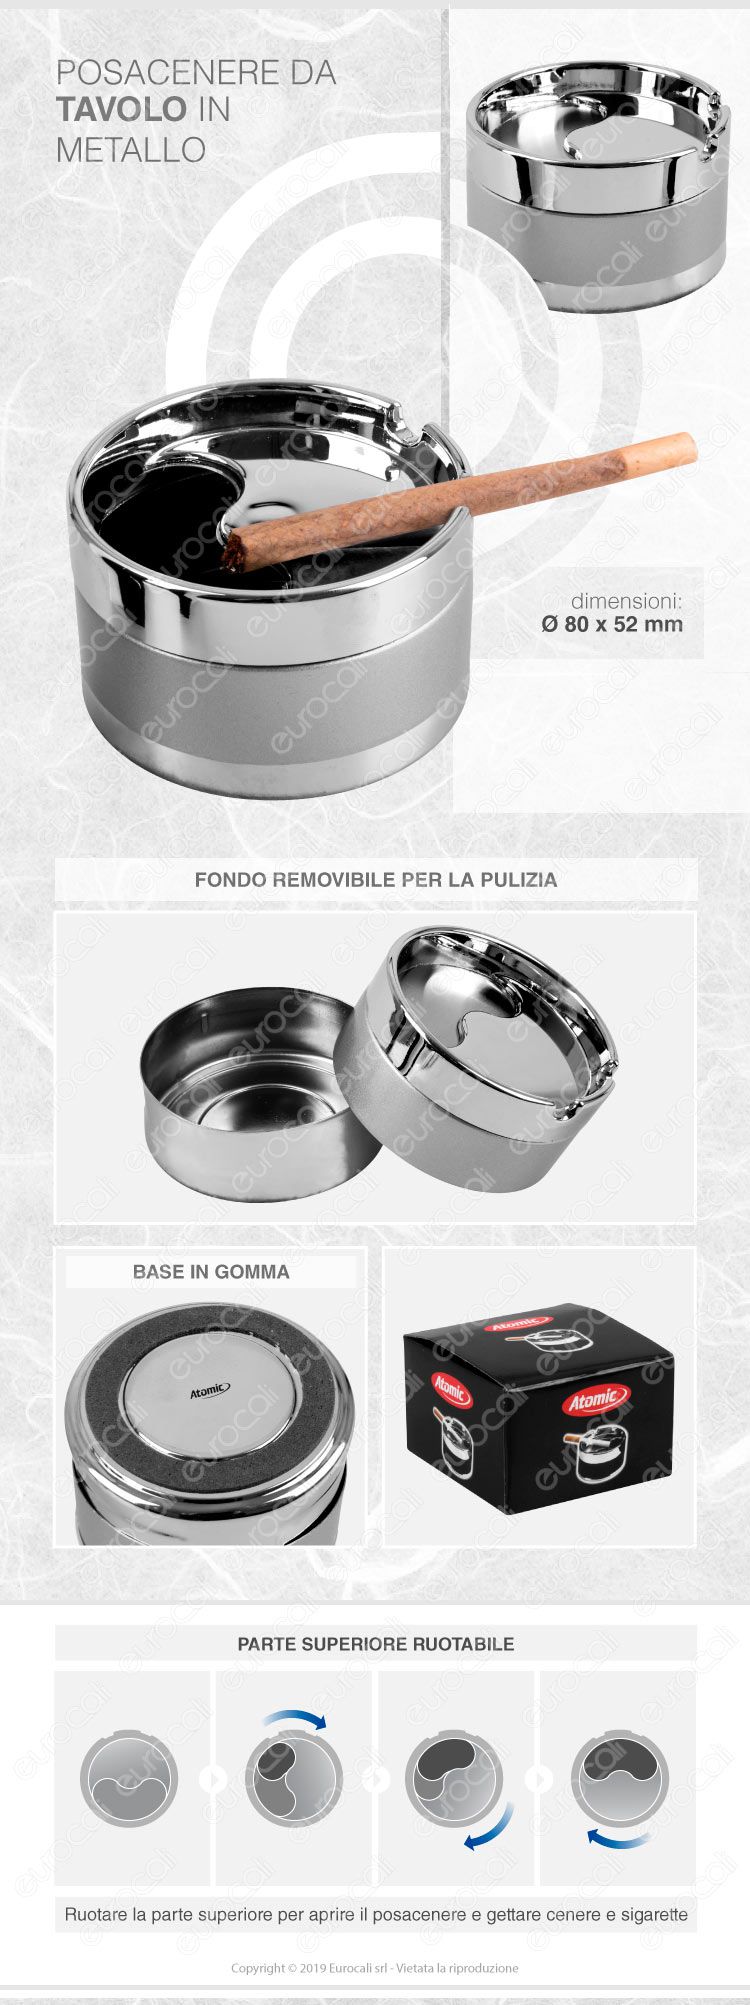 POSACENERE DA
TAVOLO IN
METALLO
dimensioni:
Ø 80 x 52 mm
FONDO REMOVIBILE PER LA PULIZIA
BASE IN GOMMA
Atomic
Atomic
Atomic
Atomic
PARTE SUPERIORE RUOTABILE
Ruotare la parte superiore per aprire il posacenere e gettare cenere e sigarette
Copyright © 2019 Eurocali srl - Vietata la riproduzione
eurocali